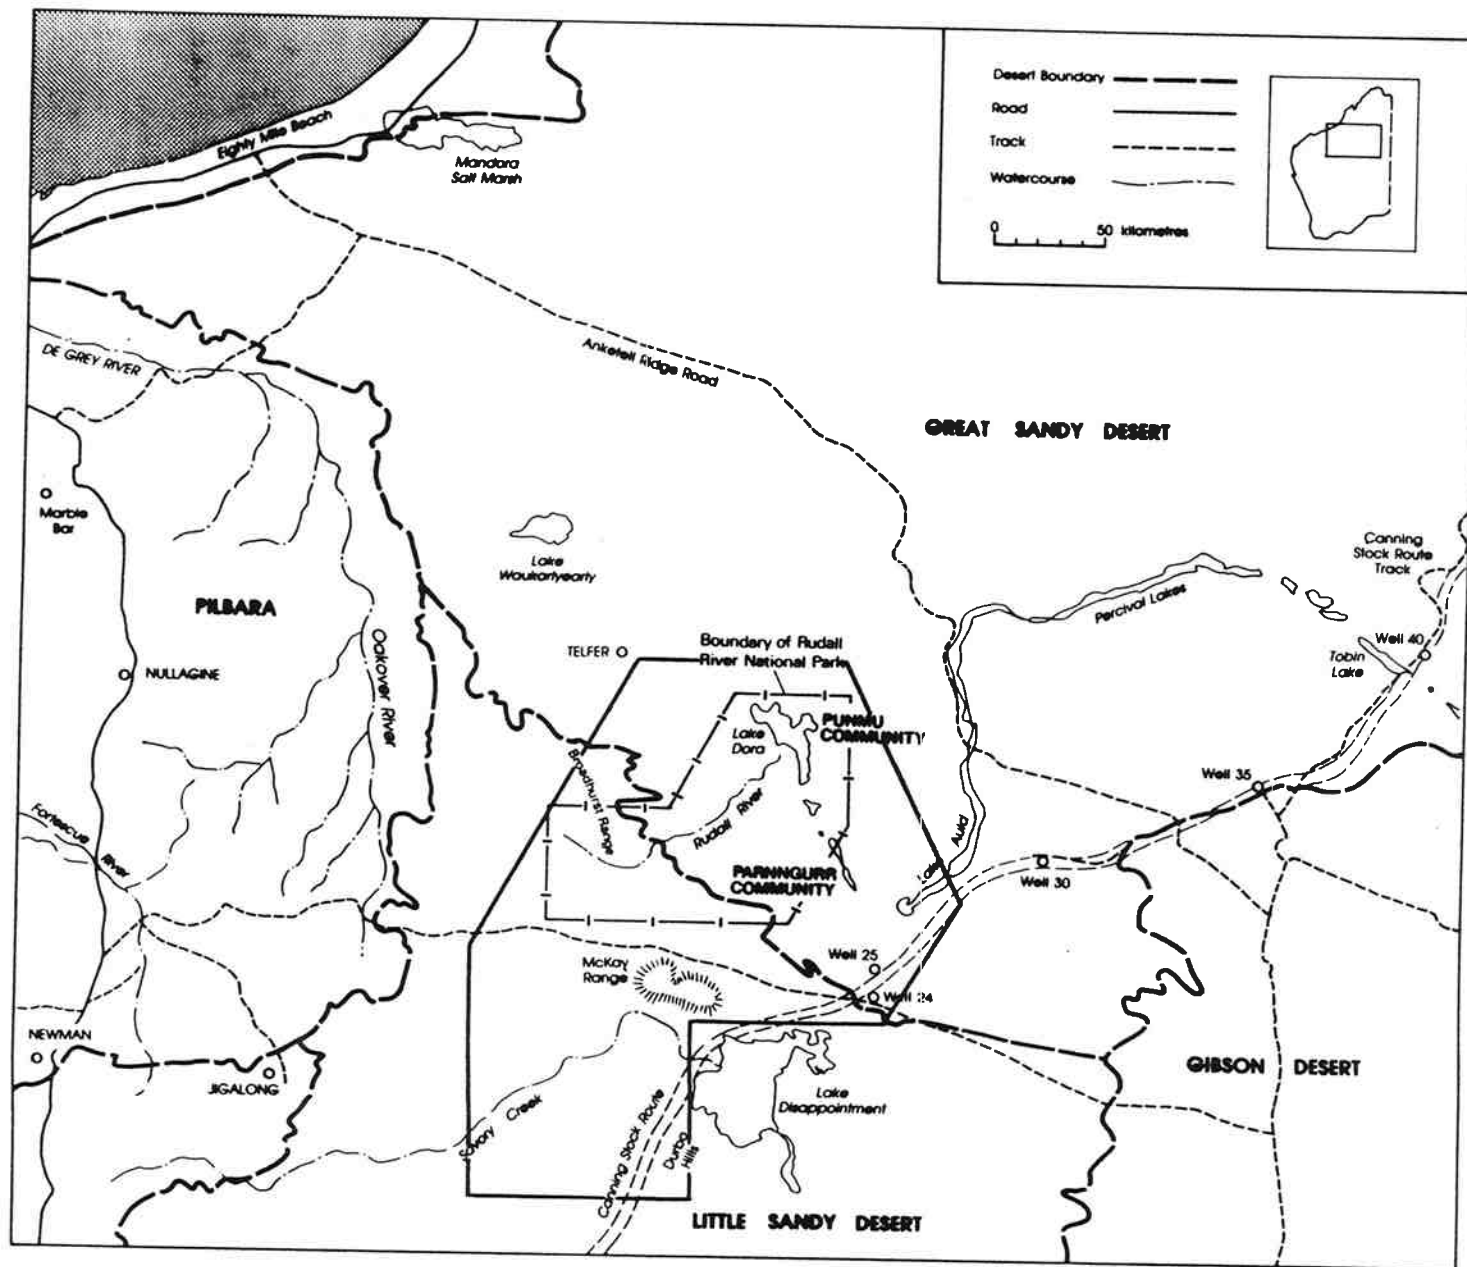 Desert Boundary
Road
Track
Watercourse
0 50 kilometres
Eighty Mile Beach
Mandora
Salt Marsh
DE GREY RIVER
Anketell Ridge Road
GREAT SANDY DESERT
Marble
Bar
Lake
Waukarlyearly
Canning
Stock Route
Track
Percival Lakes
PILBARA
Oakover River
Well 40
Tobin
Lake
TELFER
Boundary of Rudall
River National Park
NULLAGINE
Lake
Dora
PUNMU
COMMUNITY
Broadhurst Range
Rudall River
Well 35
Fortescue River
Lake Auld
PARNNGURR
COMMUNITY
Well 30
McKay
Range
Well 25
Well 24
NEWMAN
JIGALONG
GIBSON DESERT
Savory Creek
Canning Stock Route
Durba
Hills
Lake
Disappointment
LITTLE SANDY DESERT